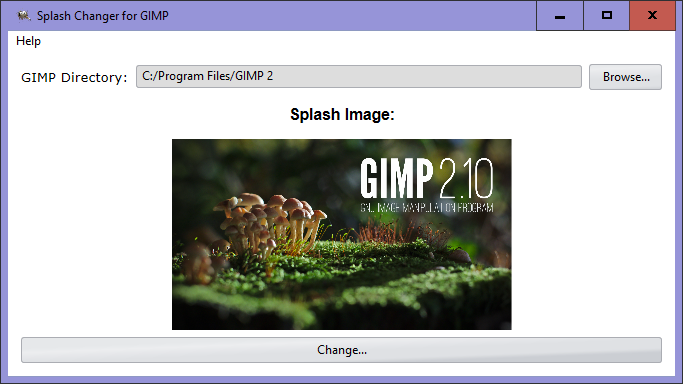 Splash Changer for GIMP
Help
GIMP Directory: C:/Program Files/GIMP 2 Browse...
Splash Image:
GIMP 2.10
GNU IMAGE MANIPULATION PROGRAM
Change...